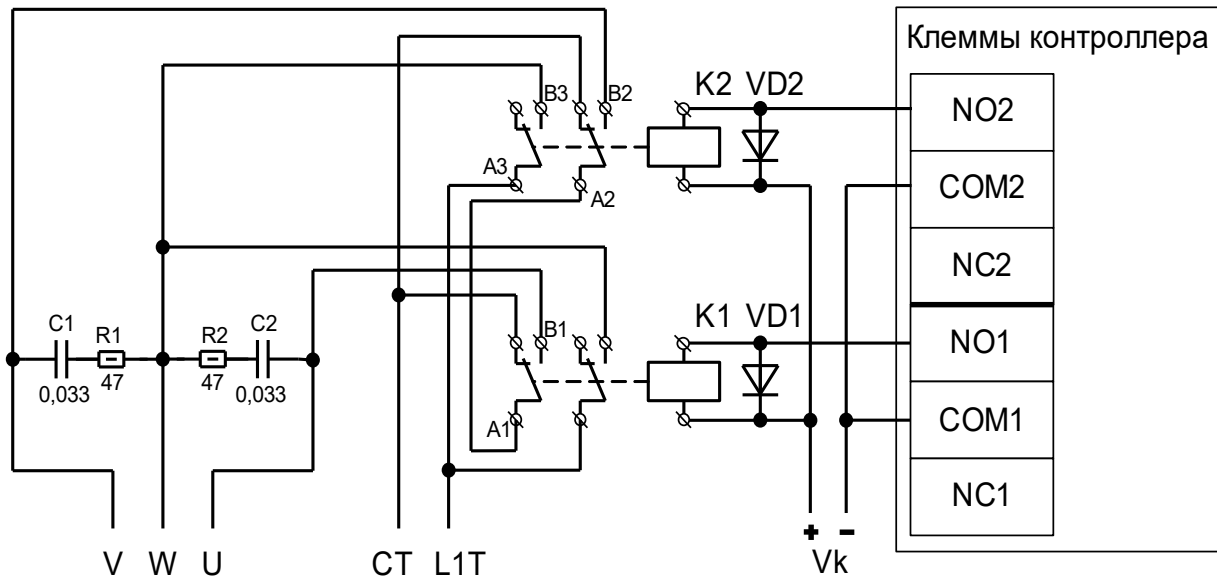 Клеммы контроллера
B3
B2
K2 VD2
NO2
A3
A2
COM2
NC2
C1
R1
R2
C2
B1
K1 VD1
NO1
0,033
47
47
0,033
A1
COM1
NC1
+ -
V W U CT L1T Vk